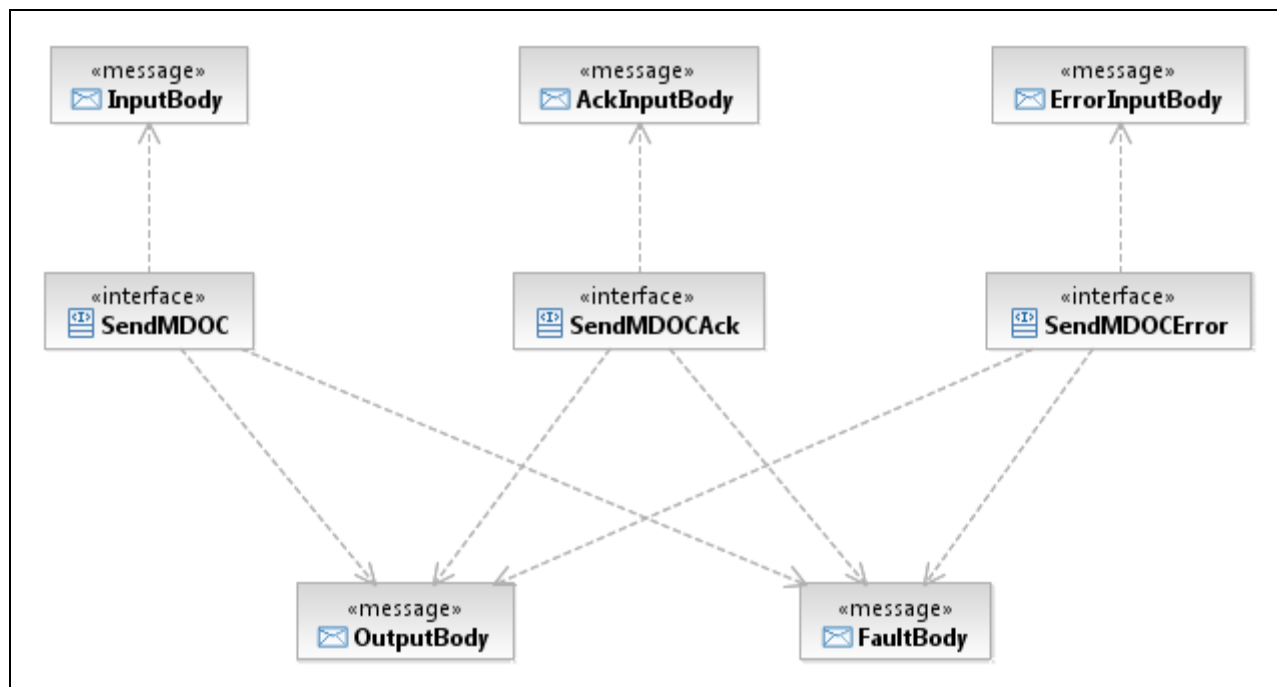 «message»
InputBody
«message»
AckInputBody
«message»
ErrorInputBody
«interface»
<I> SendMDOC
«interface»
<I> SendMDOCAck
«interface»
<I> SendMDOCError
«message»
OutputBody
«message»
FaultBody